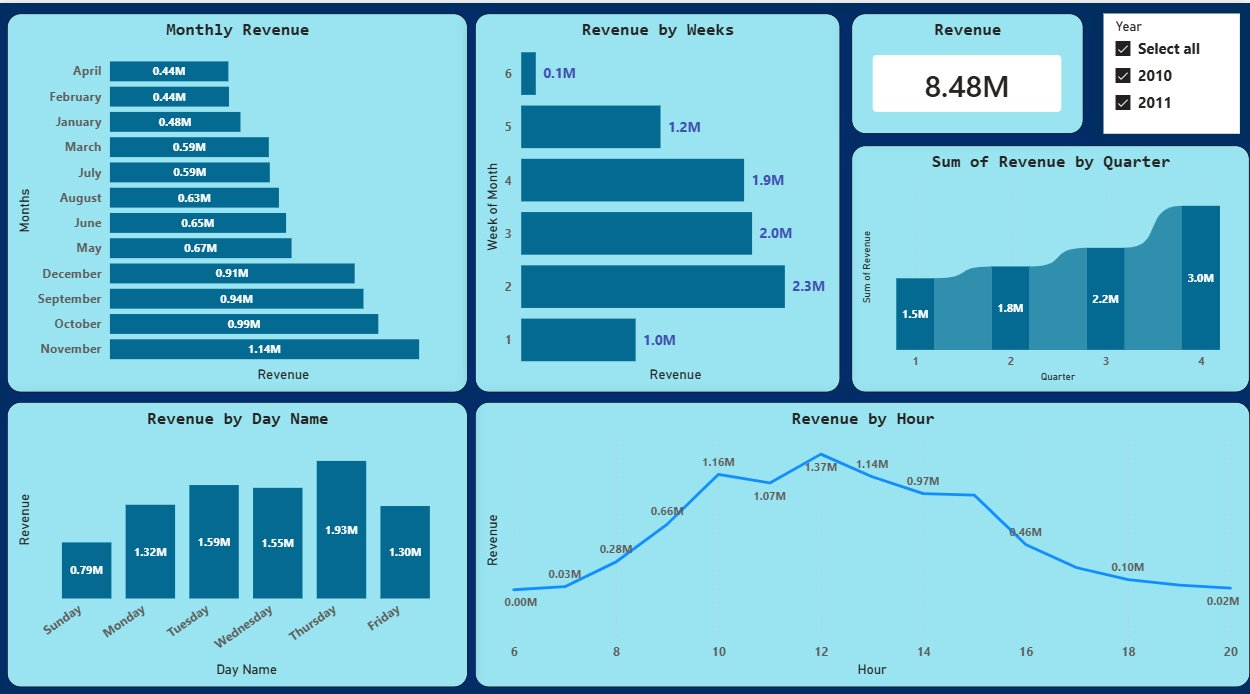 Monthly Revenue
Months
April
0.44M
February
0.44M
January
0.48M
March
0.59M
July
0.59M
August
0.63M
June
0.65M
May
0.67M
December
0.91M
September
0.94M
October
0.99M
November
1.14M
Revenue
Revenue by Weeks
Week of Month
6
0.1M
5
1.2M
4
1.9M
3
2.0M
2
2.3M
1
1.0M
Revenue
Revenue
8.48M
Year
Select all
2010
2011
Sum of Revenue by Quarter
Sum of Revenue
1.5M
1.8M
2.2M
3.0M
1
2
3
4
Quarter
Revenue by Day Name
Revenue
0.79M
1.32M
1.59M
1.55M
1.93M
1.30M
Sunday
Monday
Tuesday
Wednesday
Thursday
Friday
Day Name
Revenue by Hour
Revenue
0.00M
0.03M
0.28M
0.66M
1.16M
1.07M
1.37M
1.14M
0.97M
0.46M
0.10M
0.02M
6
8
10
12
14
16
18
20
Hour